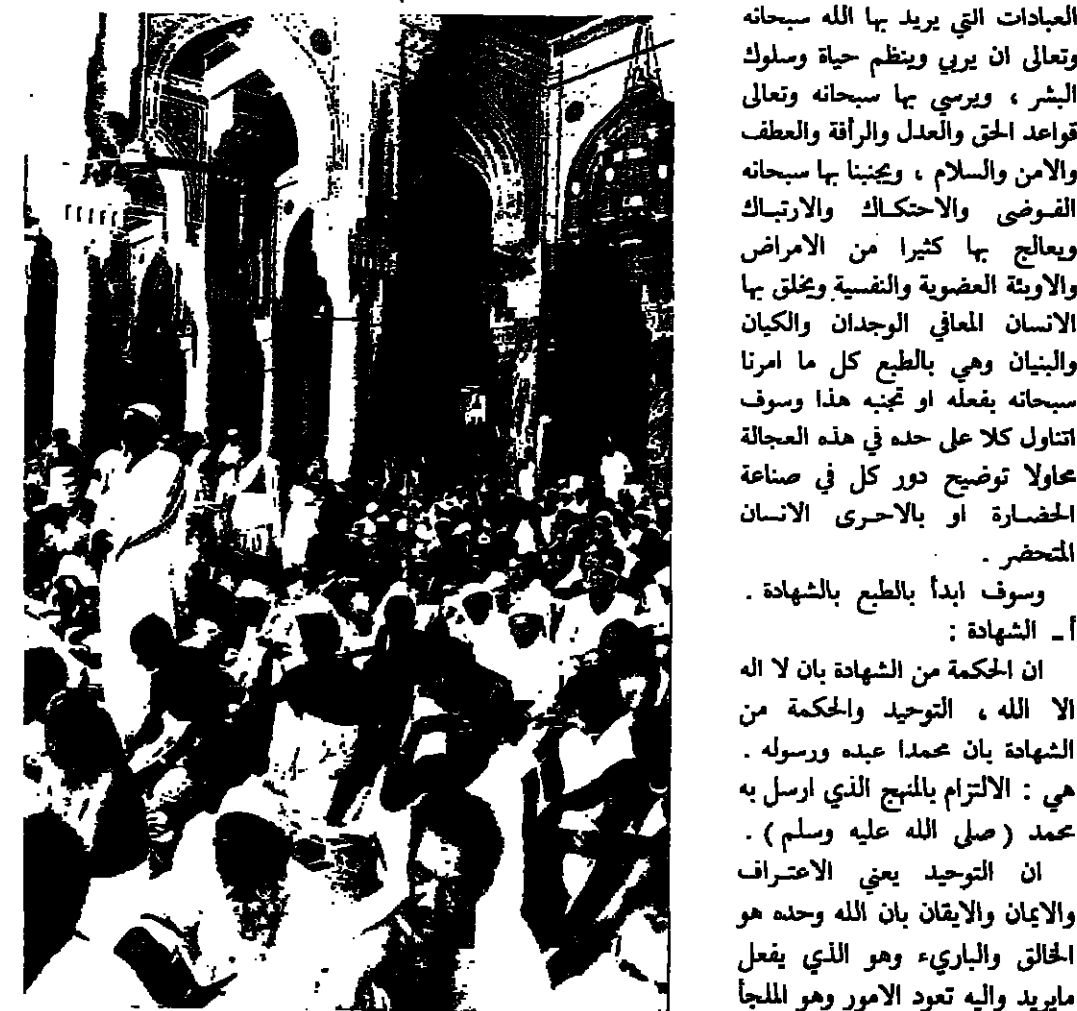 العبادات التي يريد بها الله سبحانه
وتعالى ان يربي وينظم حياة وسلوك
البشر ، ويرسي بها سبحانه وتعالى
قواعد الحق والعدل والرأفة والعطف
والامن والسلام ، ويجنبنا بها سبحانه
الفوضى والاحتكاك والارتباك
ويعالج بها كثيرا من الامراض
والاوبئة العضوية والنفسية ويخلق بها
الانسان المعافي الوجدان والكيان
والبنيان وهي بالطبع كل ما امرنا
سبحانه بفعله او تجنبه هذا وسوف
اتناول كلا على حده في هذه العجالة
محاولا توضيح دور كل في صناعة
الحضارة او بالاحرى الانسان
المتحضر .
وسوف ابدأ بالطبع بالشهادة .
أ ـ الشهادة :
ان الحكمة من الشهادة بان لا اله
الا الله ، التوحيد والحكمة من
الشهادة بان محمدا عبده ورسوله .
هي : الالتزام بالمنهج الذي ارسل به
محمد ( صلى الله عليه وسلم ) .
ان التوحيد يعني الاعتراف
والايمان والايقان بان الله وحده هو
الخالق والباريء وهو الذي يفعل
مايريد واليه تعود الامور وهو الملجأ